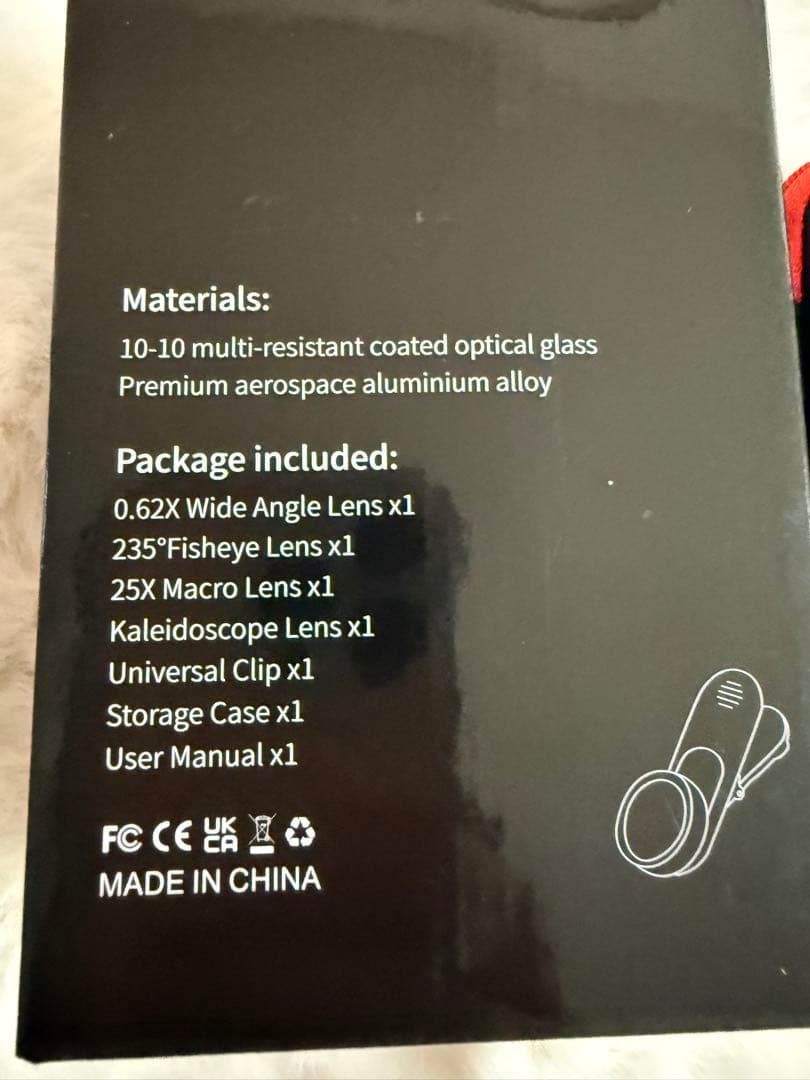 Materials:
10-10 multi-resistant coated optical glass
Premium aerospace aluminium alloy
Package included:
0.62X Wide Angle Lens x1
235°Fisheye Lens x1
25X Macro Lens x1
Kaleidoscope Lens x1
Universal Clip x1
Storage Case x1
User Manual x1
FC CE UK CA
MADE IN CHINA